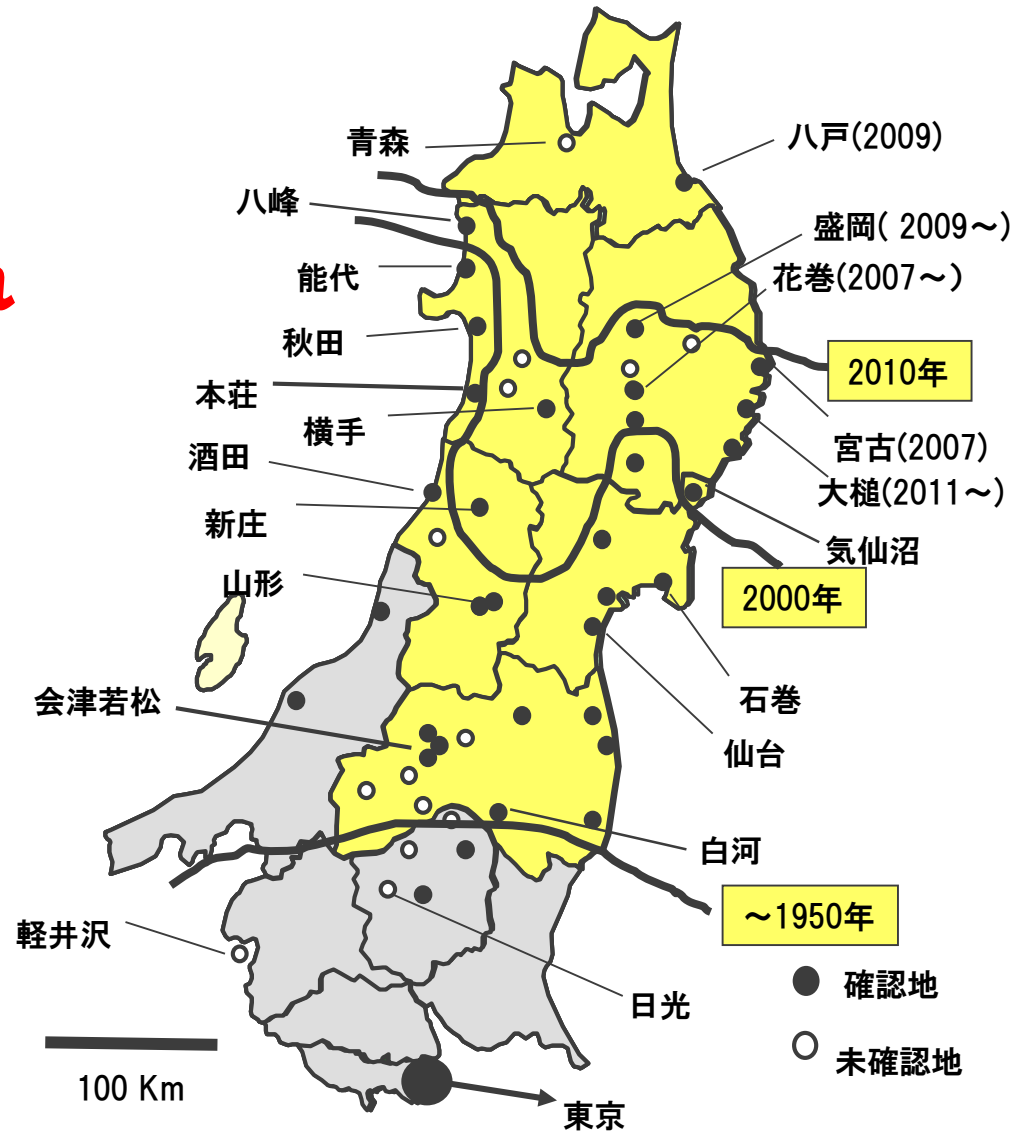 青森
八戸(2009)
八峰
盛岡( 2009～)
能代
花巻(2007～)
秋田
2010年
本荘
横手
宮古(2007)
酒田
大槌(2011～)
新庄
気仙沼
山形
2000年
石巻
会津若松
仙台
白河
～1950年
軽井沢
確認地
日光
未確認地
100 Km
東京